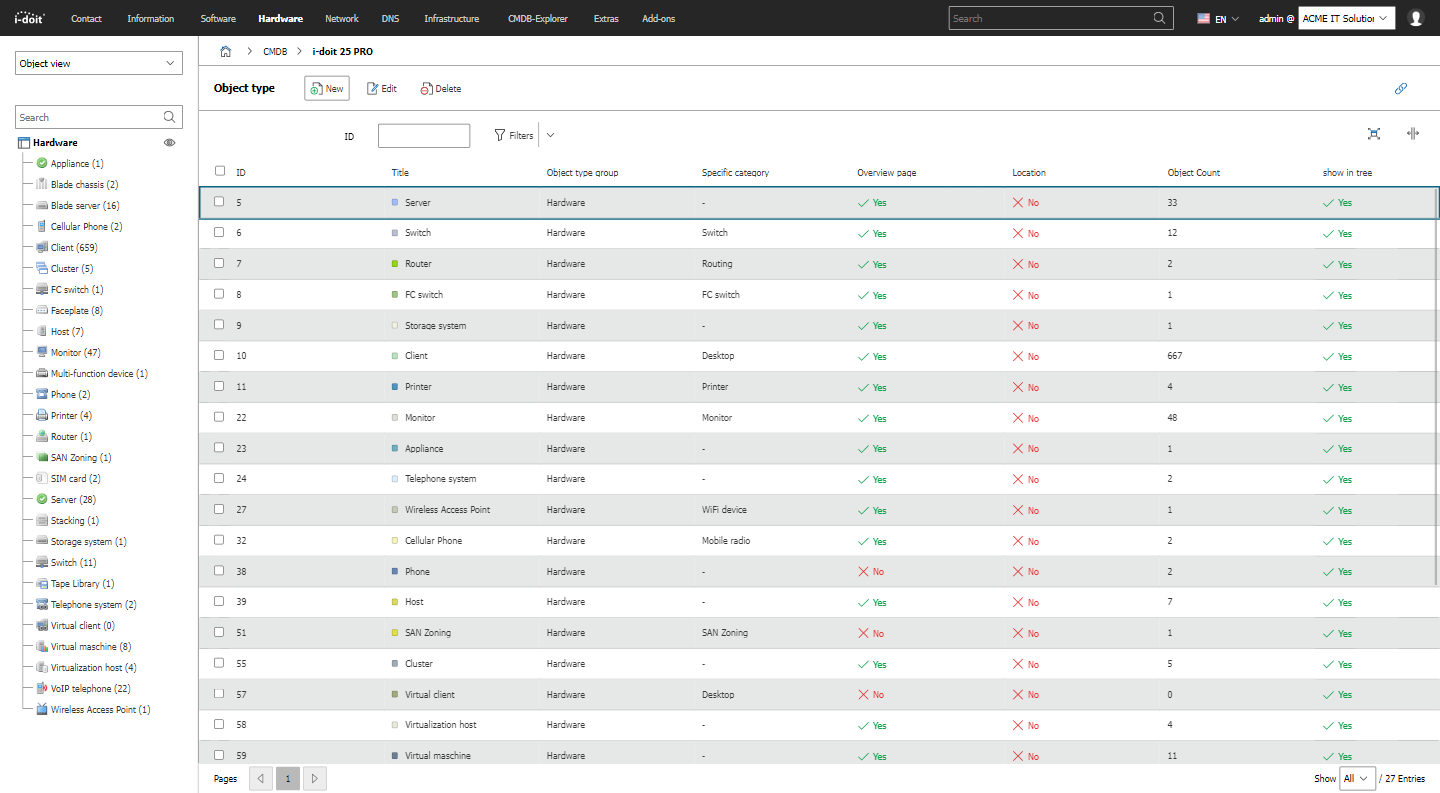 i-doit Contact Information Software Hardware Network DNS Infrastructure CMDB-Explorer Extras Add-ons Search EN admin @ ACME IT Solution
Object view
CMDB i-doit 25 PRO
Object type New Edit Delete
Search
ID Filters
Hardware
Appliance (1)
Blade chassis (2)
Blade server (16)
Cellular Phone (2)
Client (659)
Cluster (5)
FC switch (1)
Faceplate (8)
Host (7)
Monitor (47)
Multi-function device (1)
Phone (2)
Printer (4)
Router (1)
SAN Zoning (1)
SIM card (2)
Server (28)
Stacking (1)
Storage system (1)
Switch (11)
Tape Library (1)
Telephone system (2)
Virtual client (0)
Virtual maschine (8)
Virtualization host (4)
VoIP telephone (22)
Wireless Access Point (1)
ID Title Object type group Specific category Overview page Location Object Count show in tree
5 Server Hardware - Yes No 33 Yes
6 Switch Hardware Switch Yes No 12 Yes
7 Router Hardware Routing Yes No 2 Yes
8 FC switch Hardware FC switch Yes No 1 Yes
9 Storage system Hardware - Yes No 1 Yes
10 Client Hardware Desktop Yes No 667 Yes
11 Printer Hardware Printer Yes No 4 Yes
22 Monitor Hardware Monitor Yes No 48 Yes
23 Appliance Hardware - Yes No 1 Yes
24 Telephone system Hardware - Yes No 2 Yes
27 Wireless Access Point Hardware WiFi device Yes No 1 Yes
32 Cellular Phone Hardware Mobile radio Yes No 2 Yes
38 Phone Hardware - No No 2 Yes
39 Host Hardware - Yes No 7 Yes
51 SAN Zoning Hardware SAN Zoning No No 1 Yes
55 Cluster Hardware - Yes No 5 Yes
57 Virtual client Hardware Desktop No No 0 Yes
58 Virtualization host Hardware - Yes No 4 Yes
59 Virtual maschine Hardware - Yes No 11 Yes
Pages 1 Show All / 27 Entries